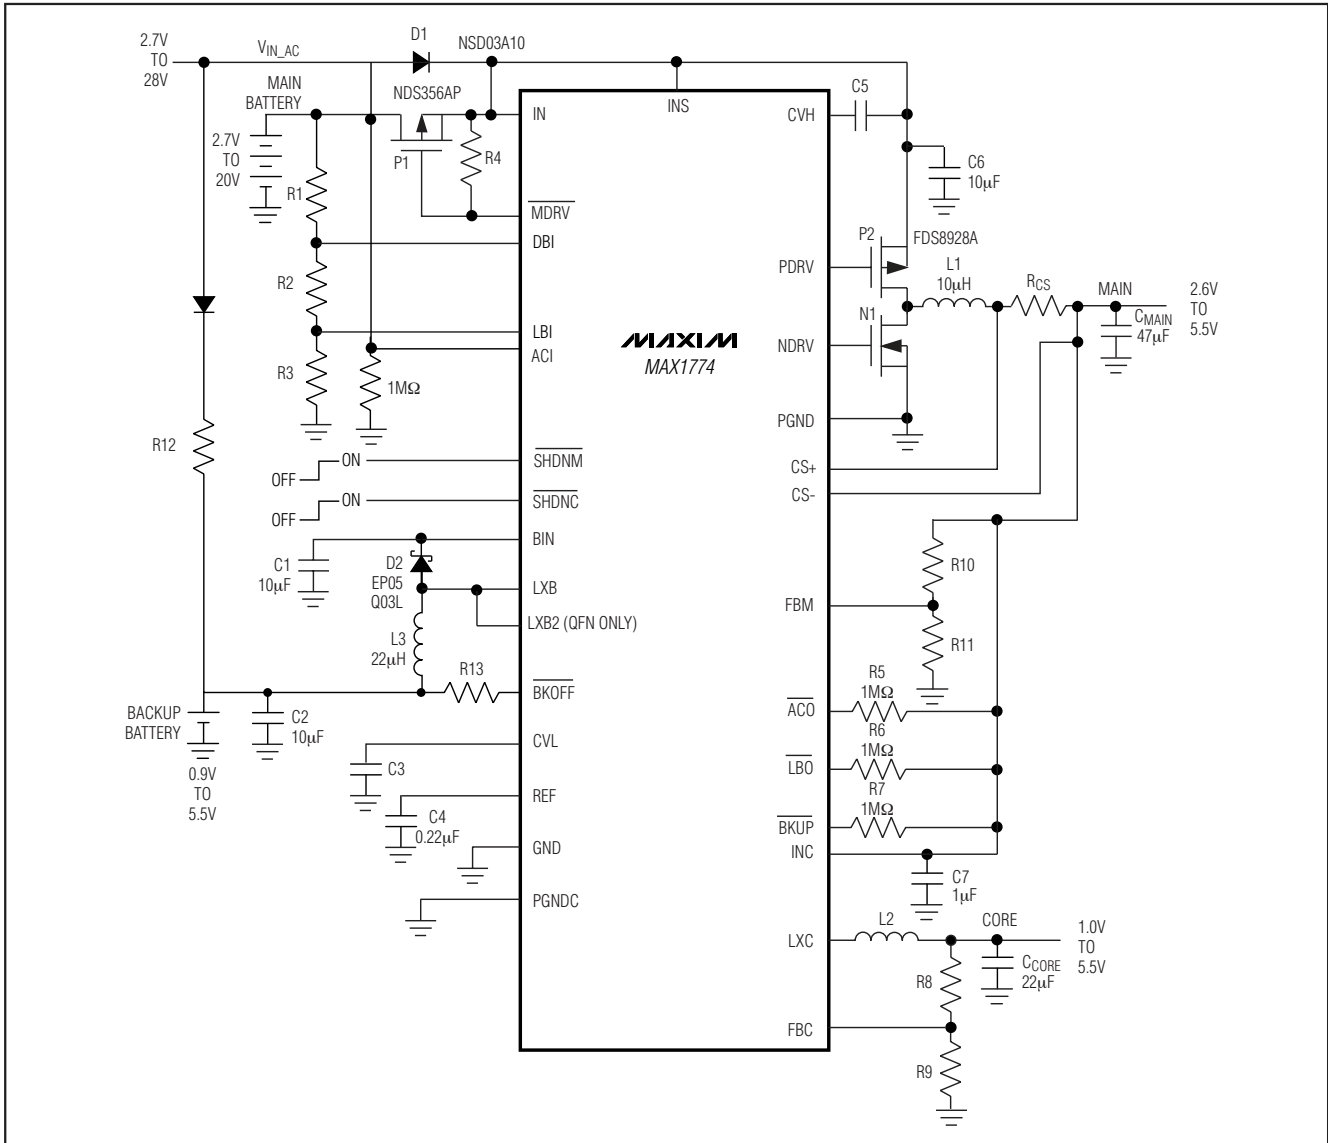 2.7V
TO
28V
V_IN_AC
D1
NSD03A10
MAIN
BATTERY
2.7V
TO
20V
NDS356AP
P1
R4
R1
R2
R3
1MΩ
R12
OFF
ON
OFF
ON
C1
10µF
D2
EP05
Q03L
L3
22µH
R13
BACKUP
BATTERY
0.9V
TO
5.5V
C2
10µF
C3
C4
0.22µF
IN
MDRV
DBI
LBI
ACI
SHDNM
SHDNC
BIN
LXB
LXB2 (QFN ONLY)
BKOFF
CVL
REF
GND
PGNDC
INS
MAXIM
MAX1774
CVH
PDRV
NDRV
PGND
CS+
CS-
FBM
ACO
LBO
BKUP
INC
LXC
FBC
C5
C6
10µF
P2
FDS8928A
L1
10µH
R_CS
MAIN
2.6V
TO
5.5V
C_MAIN
47µF
N1
R10
R11
R5
1MΩ
R6
1MΩ
R7
1MΩ
C7
1µF
L2
CORE
1.0V
TO
5.5V
C_CORE
22µF
R8
R9